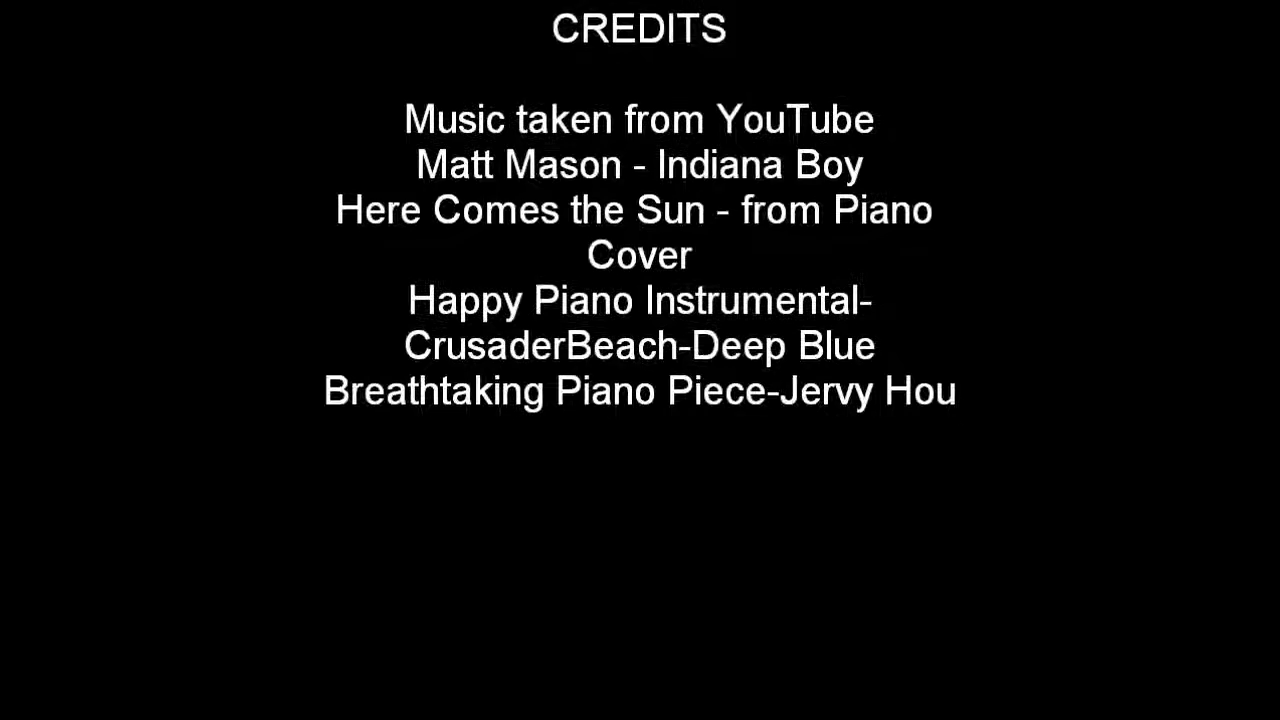 CREDITS
Music taken from YouTube
Matt Mason - Indiana Boy
Here Comes the Sun - from Piano
Cover
Happy Piano Instrumental-
CrusaderBeach-Deep Blue
Breathtaking Piano Piece-Jervy Hou